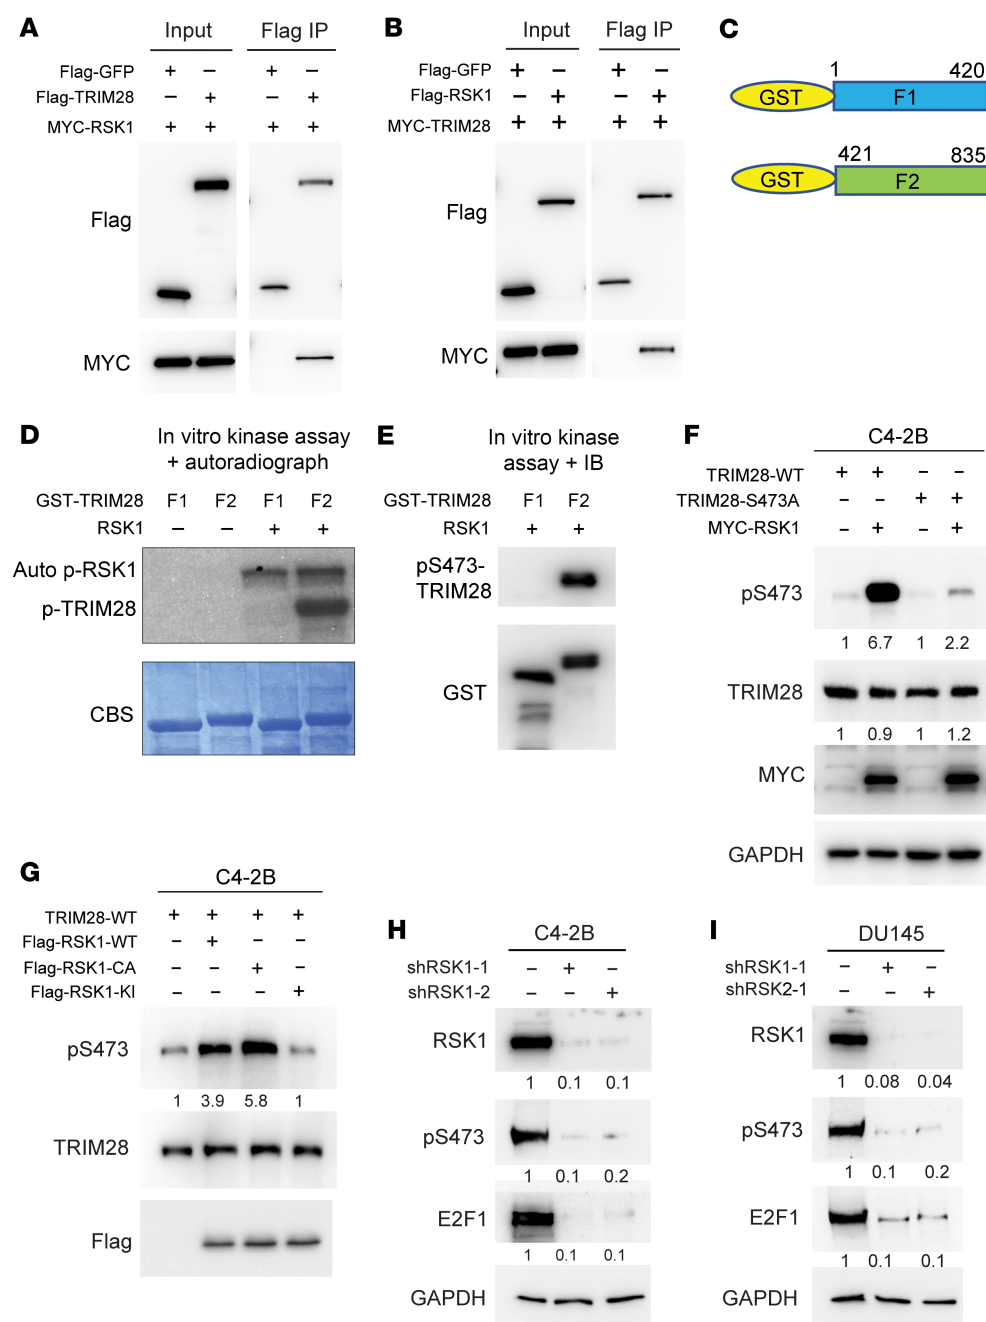 A
Input
Flag IP
Flag-GFP + – + –
Flag-TRIM28 – + – +
MYC-RSK1 + + + +
Flag
MYC
B
Input
Flag IP
Flag-GFP + – + –
Flag-RSK1 – + – +
MYC-TRIM28 + + + +
Flag
MYC
C
1 420
GST F1
421 835
GST F2
D
In vitro kinase assay
+ autoradiograph
GST-TRIM28 F1 F2 F1 F2
RSK1 – – + +
Auto p-RSK1
p-TRIM28
CBS
E
In vitro kinase
assay + IB
GST-TRIM28 F1 F2
RSK1 + +
pS473-
TRIM28
GST
F
C4-2B
TRIM28-WT + + – –
TRIM28-S473A – – + +
MYC-RSK1 – + – +
pS473
1 6.7 1 2.2
TRIM28
1 0.9 1 1.2
MYC
GAPDH
G
C4-2B
TRIM28-WT + + + +
Flag-RSK1-WT – + – –
Flag-RSK1-CA – – + –
Flag-RSK1-KI – – – +
pS473
1 3.9 5.8 1
TRIM28
Flag
H
C4-2B
shRSK1-1 – + –
shRSK1-2 – – +
RSK1
1 0.1 0.1
pS473
1 0.1 0.2
E2F1
1 0.1 0.1
GAPDH
I
DU145
shRSK1-1 – + –
shRSK2-1 – – +
RSK1
1 0.08 0.04
pS473
1 0.1 0.2
E2F1
1 0.1 0.1
GAPDH